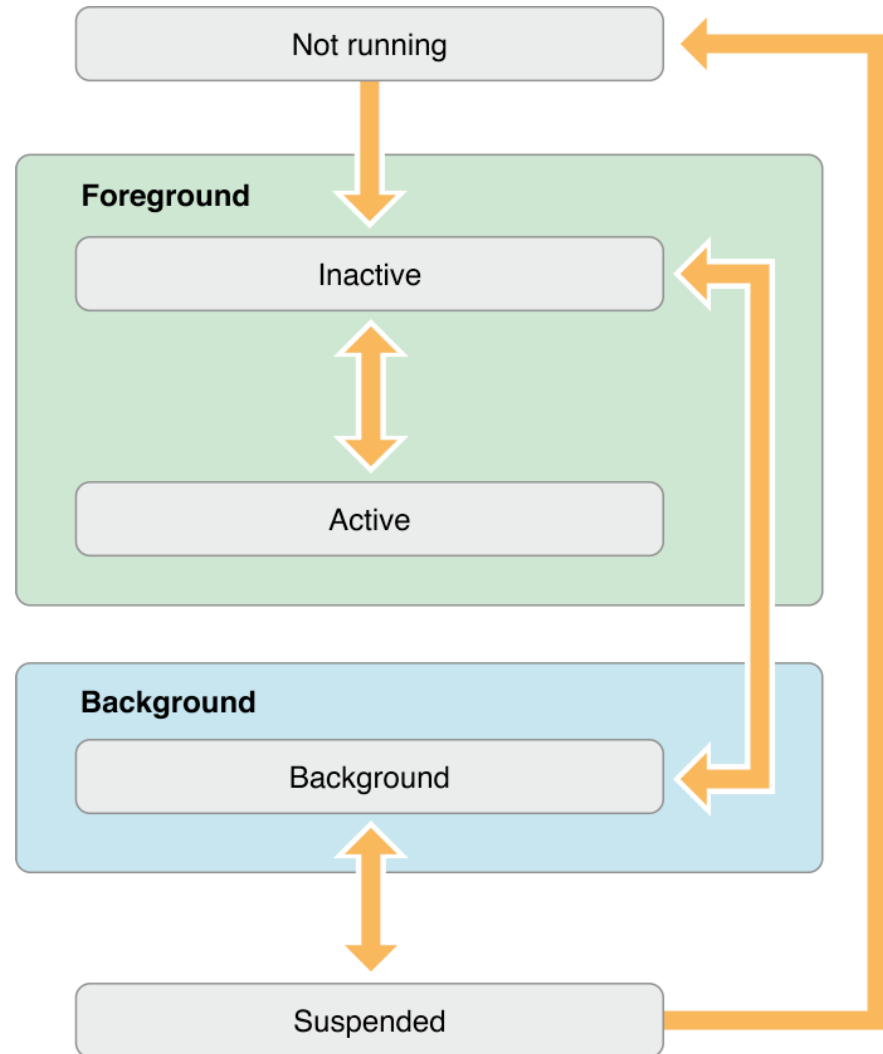 Not running
Foreground
Inactive
Active
Background
Background
Suspended